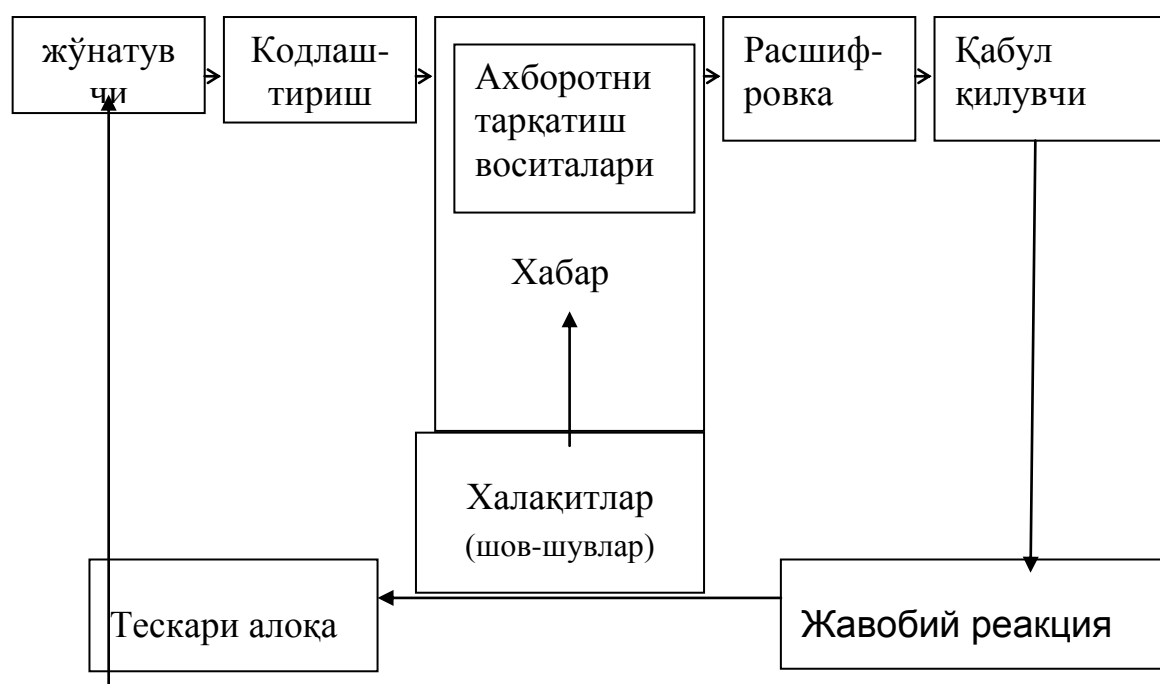 жўнатув
чи
Кодлаш-
тириш
Ахборотни
тарқатиш
воситалари
Хабар
Расшиф-
ровка
Қабул
қилувчи
Халақитлар
(шов-шувлар)
Тескари алоқа
Жавобий реакция